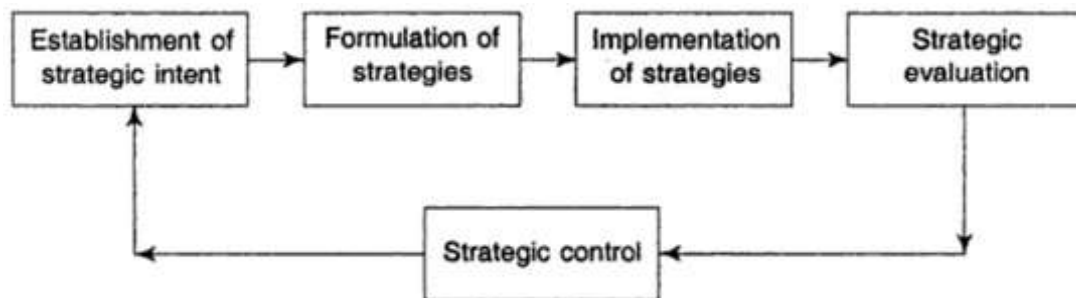 Establishment of
strategic intent
Formulation of
strategies
Implementation
of strategies
Strategic
evaluation
Strategic control